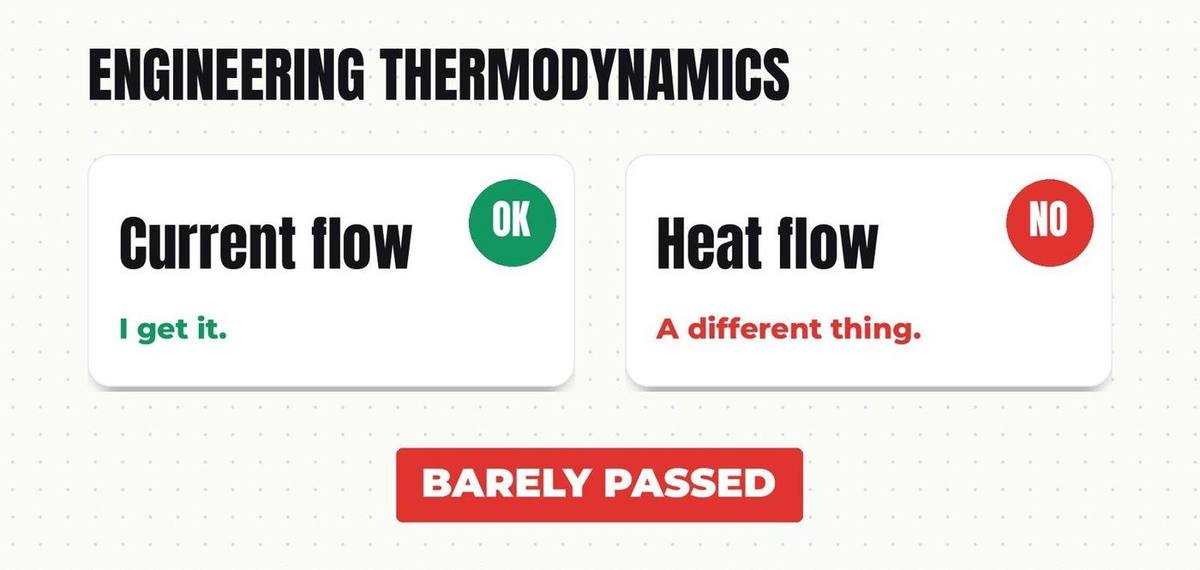 ENGINEERING THERMODYNAMICS
Current flow
OK
I get it.
Heat flow
NO
A different thing.
BARELY PASSED